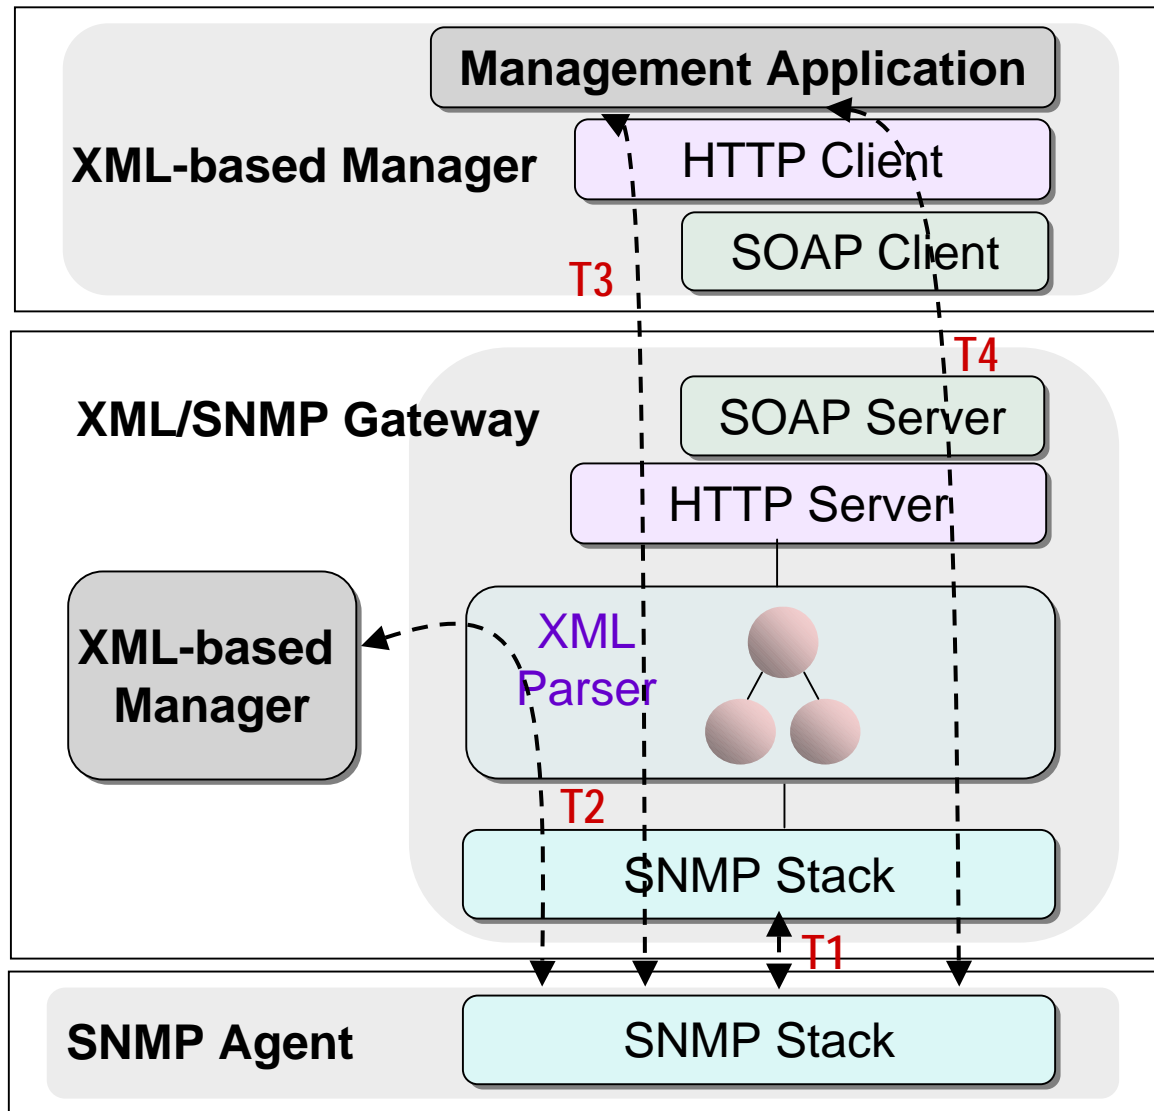 Management Application
XML-based Manager
HTTP Client
SOAP Client
T3
T4
XML/SNMP Gateway
SOAP Server
HTTP Server
XML-based
Manager
XML
Parser
T2
SNMP Stack
T1
SNMP Agent
SNMP Stack